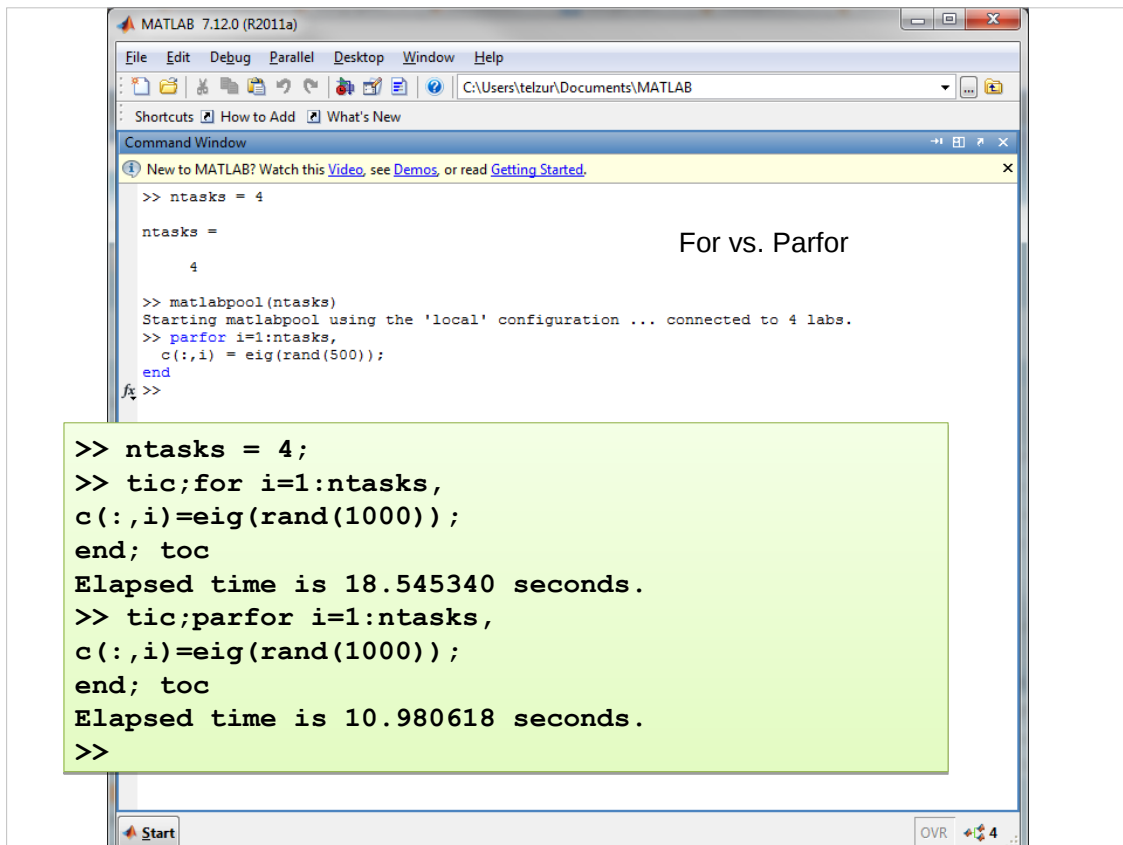 MATLAB 7.12.0 (R2011a)
File Edit Debug Parallel Desktop Window Help
C:\Users\telzur\Documents\MATLAB
Shortcuts How to Add What's New
Command Window
New to MATLAB? Watch this Video, see Demos, or read Getting Started.
>> ntasks = 4
ntasks =
For vs. Parfor
4
>> matlabpool(ntasks)
Starting matlabpool using the 'local' configuration ... connected to 4 labs.
>> parfor i=1:ntasks,
c(:,i) = eig(rand(500));
end
fx >>
>> ntasks = 4;
>> tic;for i=1:ntasks,
c(:,i)=eig(rand(1000));
end; toc
Elapsed time is 18.545340 seconds.
>> tic;parfor i=1:ntasks,
c(:,i)=eig(rand(1000));
end; toc
Elapsed time is 10.980618 seconds.
>>
Start OVR 4